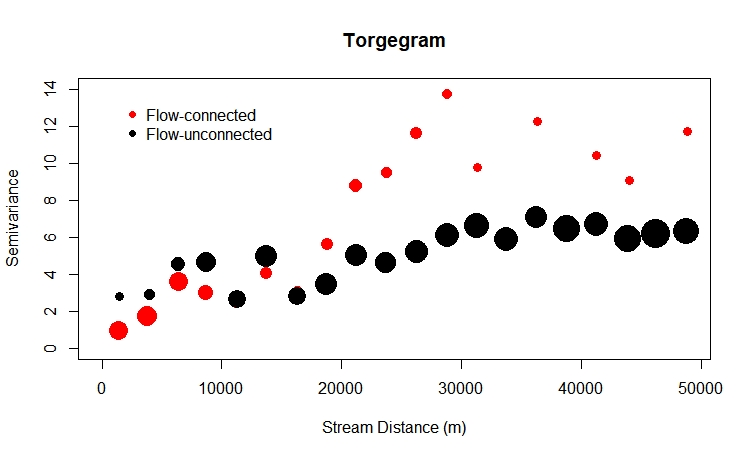 Torgegram
Flow-connected
Flow-unconnected
Semivariance
14
12
10
8
6
4
2
0
0 10000 20000 30000 40000 50000
Stream Distance (m)